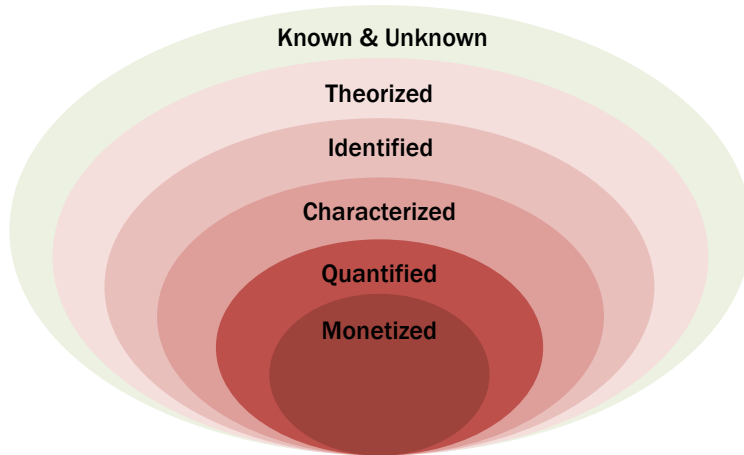 Known & Unknown
Theorized
Identified
Characterized
Quantified
Monetized